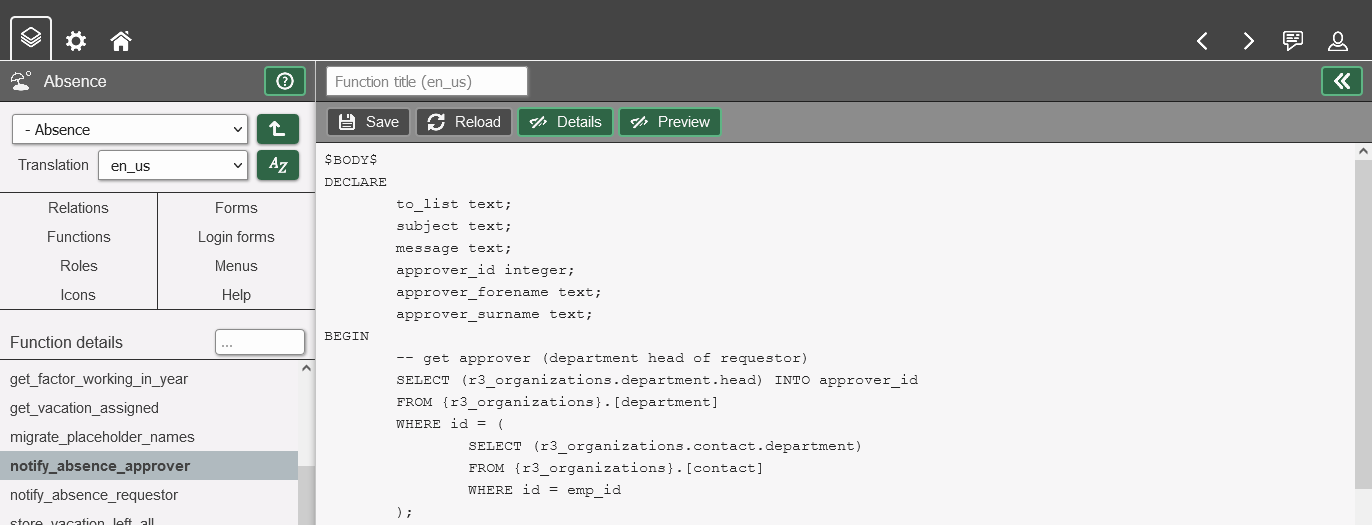 Absence
Function title (en_us)
- Absence
Save
Reload
Details
Preview
Translation
en_us
AZ
Relations
Forms
Functions
Login forms
Roles
Menus
Icons
Help
Function details
...
get_factor_working_in_year
get_vacation_assigned
migrate_placeholder_names
notify_absence_approver
notify_absence_requestor
store_vacation_left_all
$BODY$
DECLARE
to_list text;
subject text;
message text;
approver_id integer;
approver_forename text;
approver_surname text;
BEGIN
-- get approver (department head of requestor)
SELECT (r3_organizations.department.head) INTO approver_id
FROM {r3_organizations}.[department]
WHERE id = (
SELECT (r3_organizations.contact.department)
FROM {r3_organizations}.[contact]
WHERE id = emp_id
);